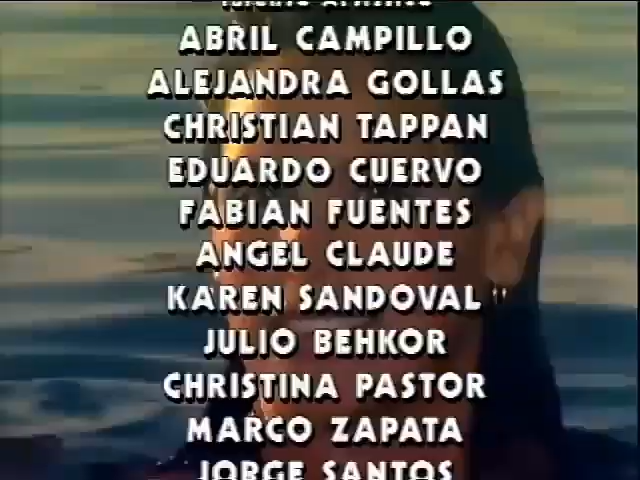 ABRIL CAMPILLO
ALEJANDRA GOLLAS
CHRISTIAN TAPPAN
EDUARDO CUERVO
FABIAN FUENTES
ANGEL CLAUDE
KAREN SANDOVAL
JULIO BEHKOR
CHRISTINA PASTOR
MARCO ZAPATA
JORGE SANTOS